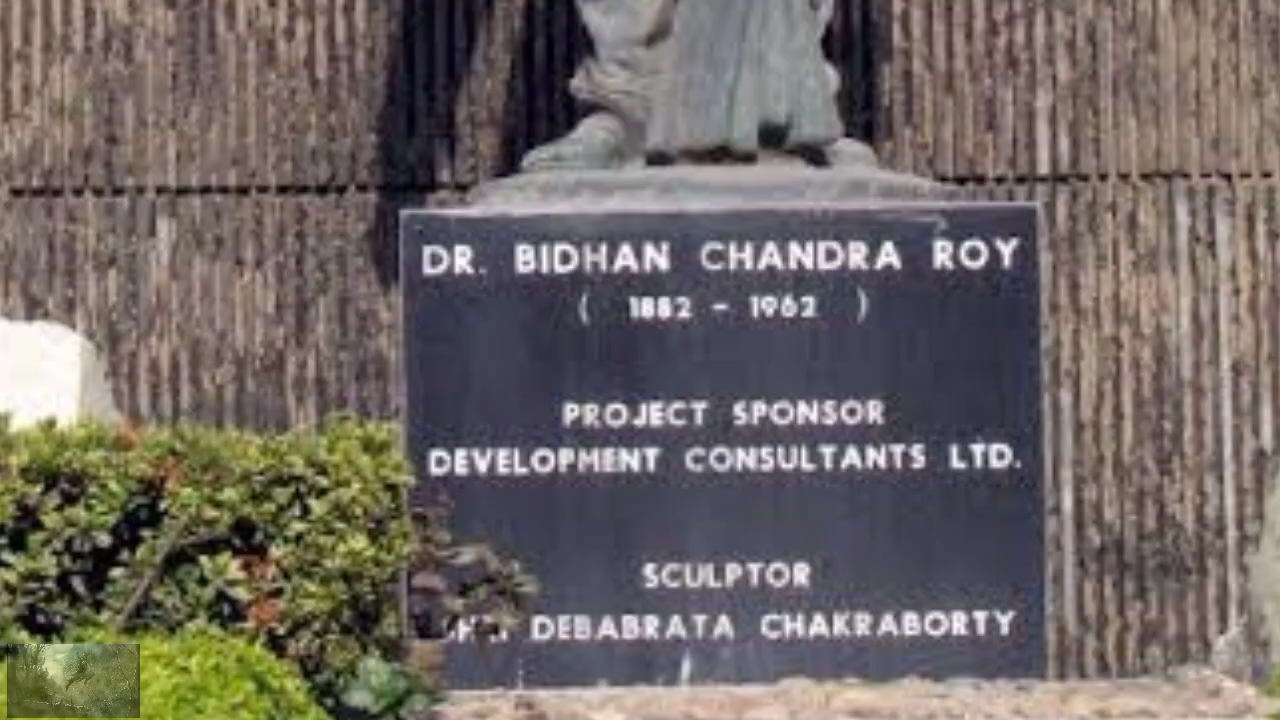 DR. BIDHAN CHANDRA ROY
( 1882 - 1962 )
PROJECT SPONSOR
DEVELOPMENT CONSULTANTS LTD.
SCULPTOR
DEBABRATA CHAKRABORTY